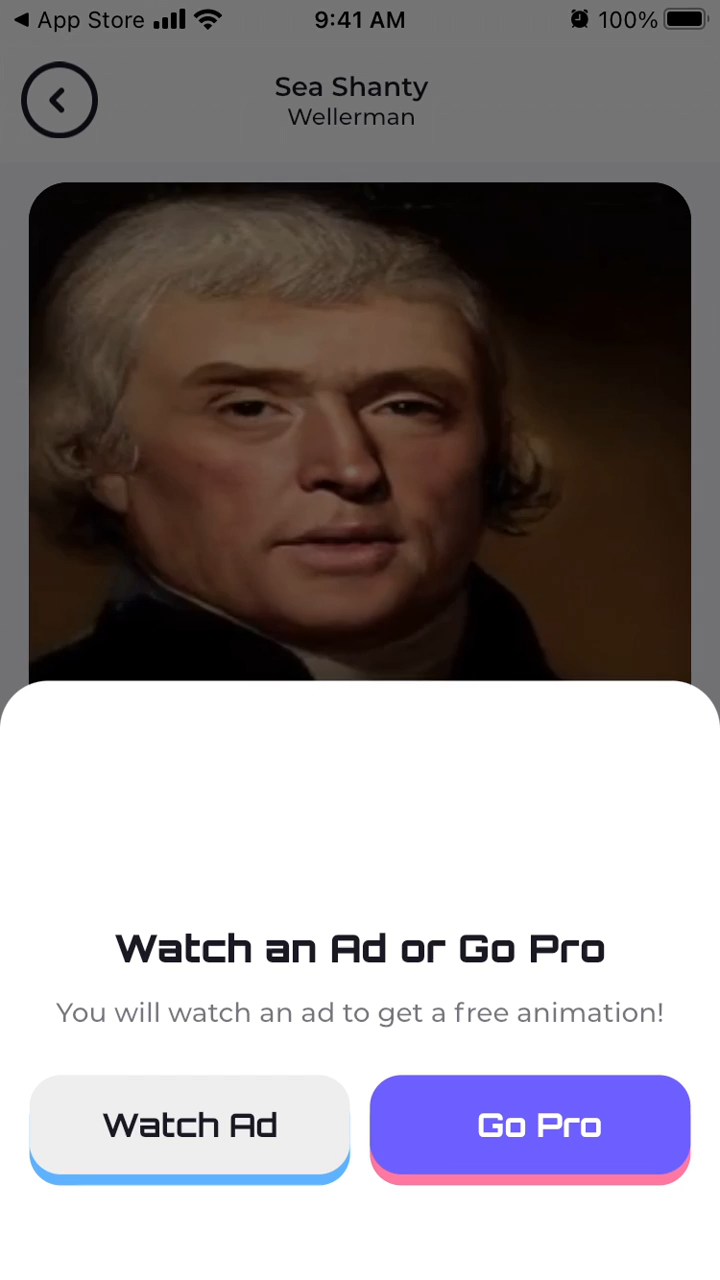 App Store
9:41 AM
100%
Sea Shanty
Wellerman
Watch an Ad or Go Pro
You will watch an ad to get a free animation!
Watch Ad
Go Pro